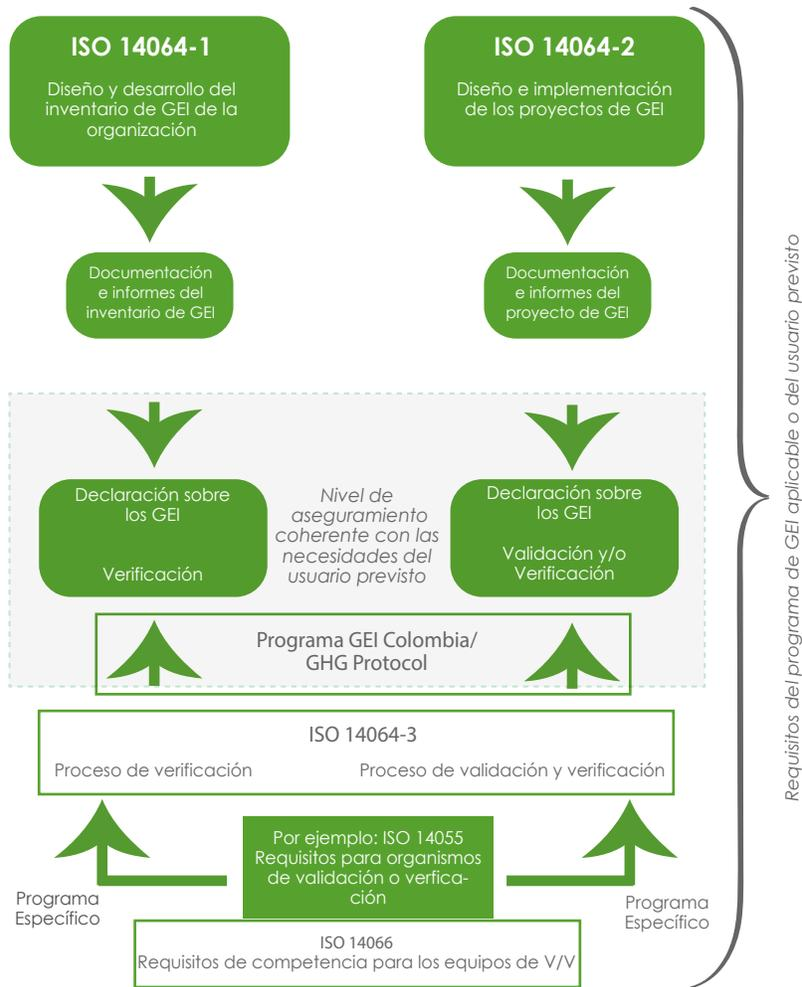 ISO 14064-1
Diseño y desarrollo del
inventario de GEI de la
organización
ISO 14064-2
Diseño e implementación
de los proyectos de GEI
Documentación
e informes del
inventario de GEI
Documentación
e informes del
proyecto de GEI
Declaración sobre
los GEI
Verificación
Nivel de
aseguramiento
coherente con las
necesidades del
usuario previsto
Declaración sobre
los GEI
Validación y/o
Verificación
Programa GEI Colombia/
GHG Protocol
ISO 14064-3
Proceso de verificación
Proceso de validación y verificación
Por ejemplo: ISO 14055
Requisitos para organismos
de validación o verfica-
ción
Programa
Específico
Programa
Específico
ISO 14066
Requisitos de competencia para los equipos de V/V
Requisitos del programa de GEI aplicable o del usuario previsto